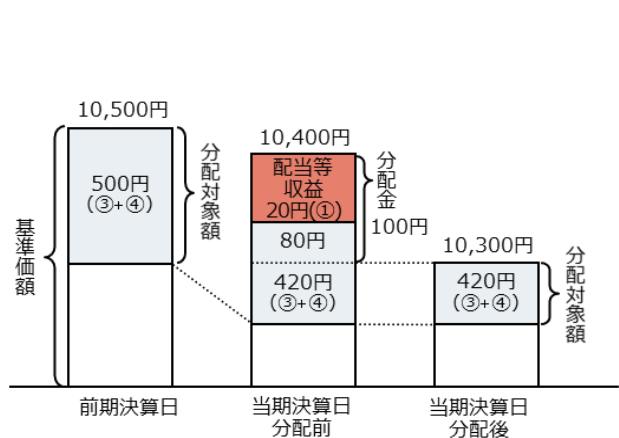 10,500円
500円
(③+④)
分配対象額
基準価額
前期決算日
10,400円
配当等
収益
20円(①)
80円
420円
(③+④)
分配金
100円
当期決算日
分配前
10,300円
420円
(③+④)
分配対象額
当期決算日
分配後